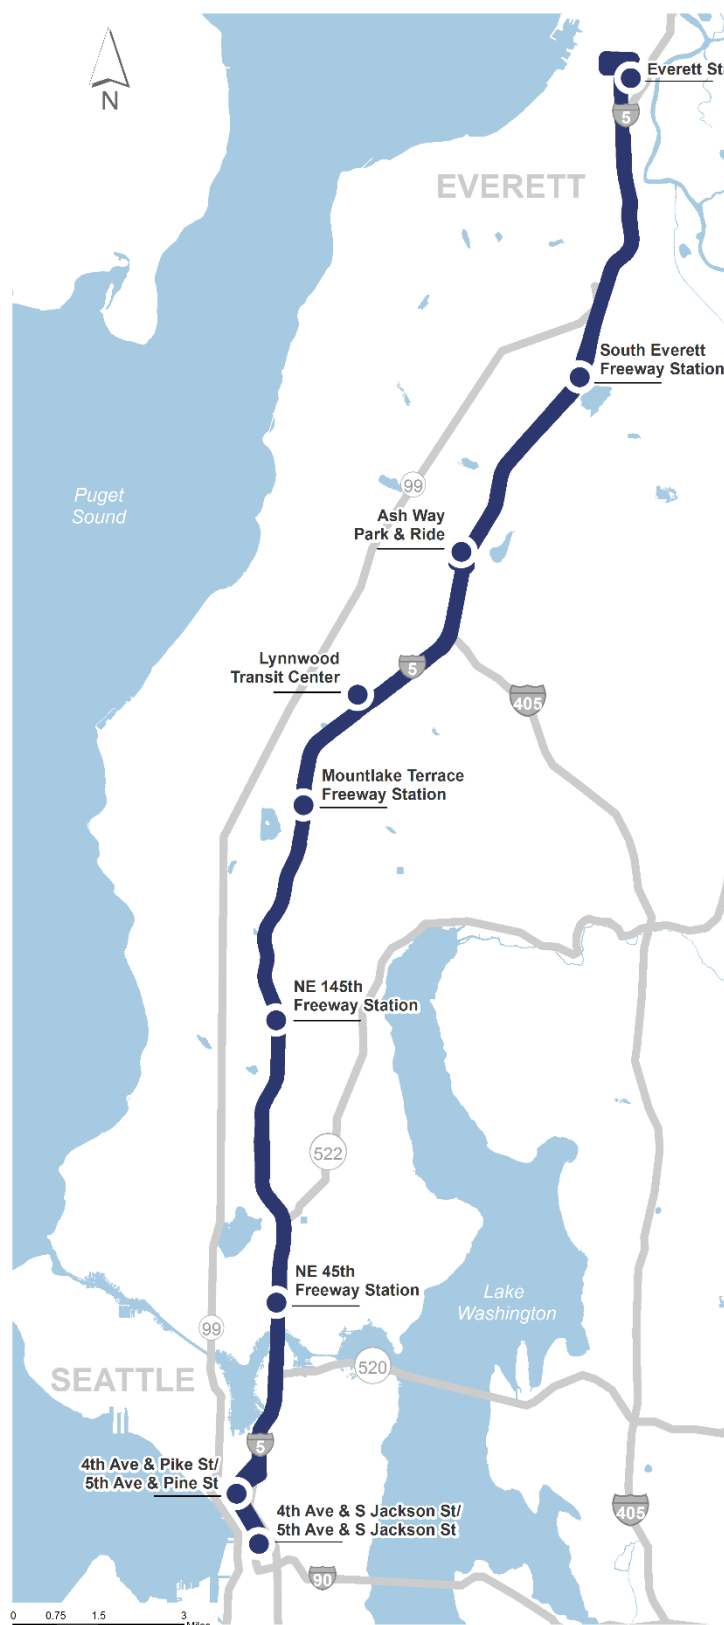 N
Everett St
5
EVERETT
South Everett
Freeway Station
99
Puget
Sound
Ash Way
Park & Ride
Lynnwood
Transit Center
5
405
Mountlake Terrace
Freeway Station
NE 145th
Freeway Station
522
NE 45th
Freeway Station
Lake
Washington
99
520
SEATTLE
5
4th Ave & Pike St/
5th Ave & Pine St
4th Ave & S Jackson St/
5th Ave & S Jackson St
405
90
0 0.75 1.5 3
Miles